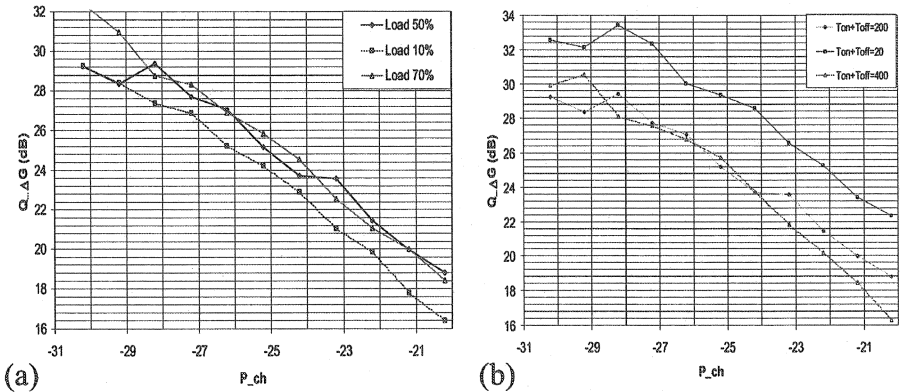 32
30
28
26
24
22
20
18
16
Q_ΔG (dB)
Load 50%
Load 10%
Load 70%
-31
-29
-27
-25
-23
-21
P_ch
(a)
34
32
30
28
26
24
22
20
18
16
Q_ΔG (dB)
Ton+Toff=200
Ton+Toff=20
Ton+Toff=400
-31
-29
-27
-25
-23
-21
P_ch
(b)